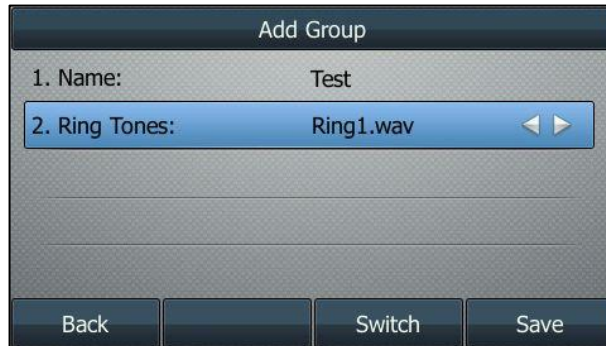 Add Group
1. Name: Test
2. Ring Tones: Ring1.wav
Back Switch Save